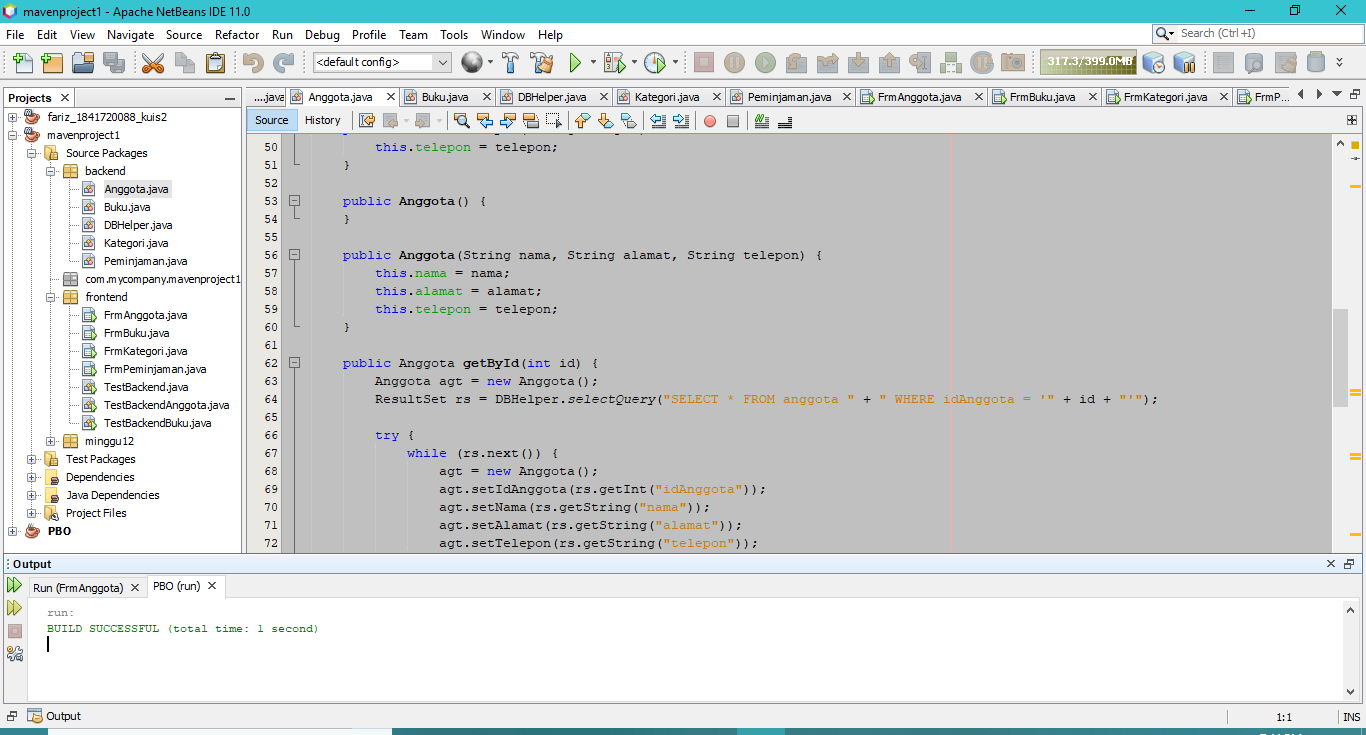 mavenproject1 - Apache NetBeans IDE 11.0
File Edit View Navigate Source Refactor Run Debug Profile Team Tools Window Help
Search (Ctrl+I)
<default config>
317.3/399.0MB
Projects
...java Anggota.java Buku.java DBHelper.java Kategori.java Peminjaman.java FrmAnggota.java FrmBuku.java FrmKategori.java FrmP...
Source History
fariz_1841720088_kuis2
mavenproject1
Source Packages
backend
Anggota.java
Buku.java
DBHelper.java
Kategori.java
Peminjaman.java
com.mycompany.mavenproject1
frontend
FrmAnggota.java
FrmBuku.java
FrmKategori.java
FrmPeminjaman.java
TestBackend.java
TestBackendAnggota.java
TestBackendBuku.java
minggu12
Test Packages
Dependencies
Java Dependencies
Project Files
PBO
50 this.telepon = telepon;
51 }
52
53 public Anggota() {
54 }
55
56 public Anggota(String nama, String alamat, String telepon) {
57 this.nama = nama;
58 this.alamat = alamat;
59 this.telepon = telepon;
60 }
61
62 public Anggota getById(int id) {
63 Anggota agt = new Anggota();
64 ResultSet rs = DBHelper.selectQuery("SELECT * FROM anggota " + " WHERE idAnggota = '" + id + "'");
65
66 try {
67 while (rs.next()) {
68 agt = new Anggota();
69 agt.setIdAnggota(rs.getInt("idAnggota"));
70 agt.setNama(rs.getString("nama"));
71 agt.setAlamat(rs.getString("alamat"));
72 agt.setTelepon(rs.getString("telepon"));
Output
Run (FrmAnggota) PBO (run)
run:
BUILD SUCCESSFUL (total time: 1 second)
Output
1:1 INS